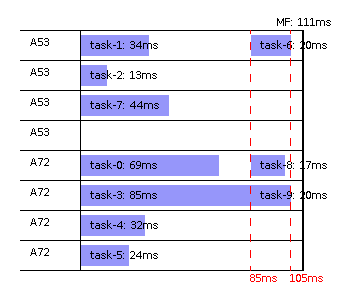 MF: 111ms
A53 task-1: 34ms task-6: 20ms
A53 task-2: 13ms
A53 task-7: 44ms
A53
A72 task-0: 69ms task-8: 17ms
A72 task-3: 85ms task-9: 20ms
A72 task-4: 32ms
A72 task-5: 24ms
85ms 105ms